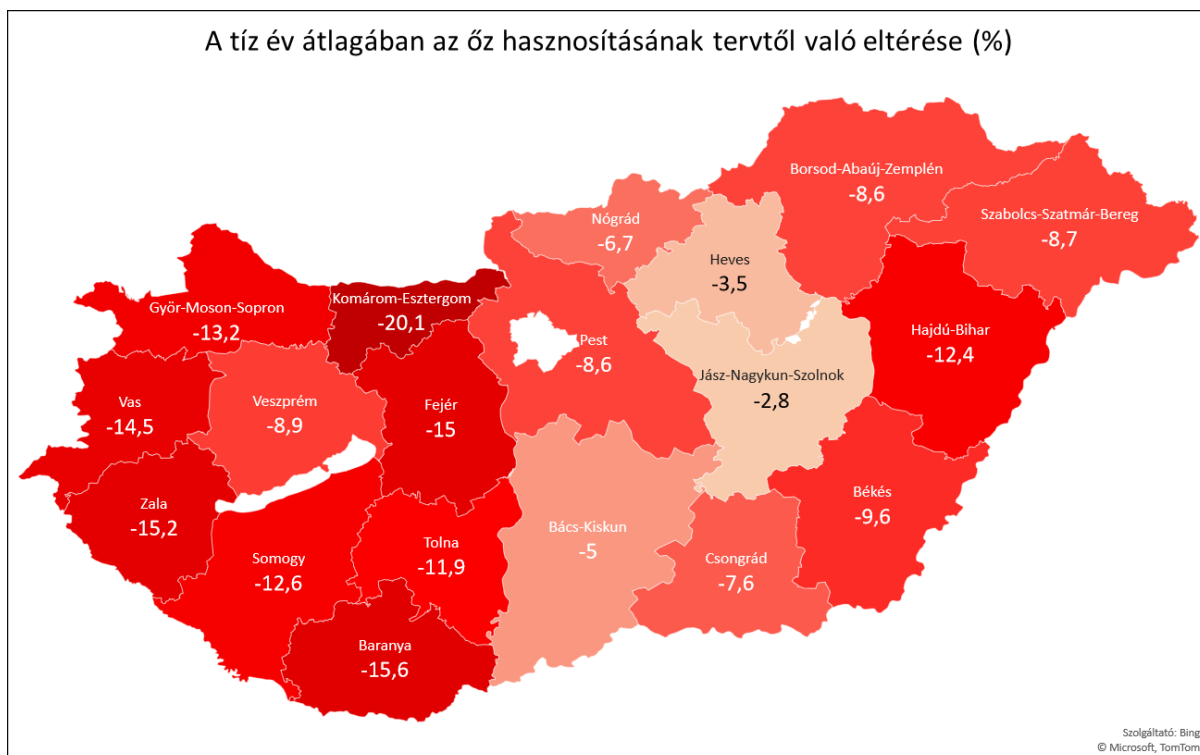 A tíz év átlagában az őz hasznosításának tervtől való eltérése (%)
Borsod-Abaúj-Zemplén
-8,6
Szabolcs-Szatmár-Bereg
-8,7
Nógrád
-6,7
Heves
-3,5
Győr-Moson-Sopron
-13,2
Komárom-Esztergom
-20,1
Pest
-8,6
Hajdú-Bihar
-12,4
Jász-Nagykun-Szolnok
-2,8
Vas
-14,5
Veszprém
-8,9
Fejér
-15
Zala
-15,2
Békés
-9,6
Bács-Kiskun
-5
Tolna
-11,9
Somogy
-12,6
Csongrád
-7,6
Baranya
-15,6
Szolgáltató: Bing
© Microsoft, TomTom